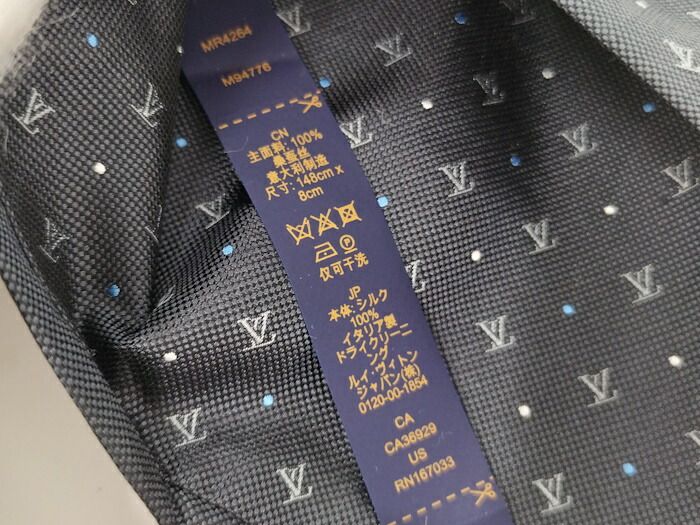 MR4264
M94776
CN
主面料: 100%
桑蚕丝
意大利制造
尺寸: 148cm x
8cm
仅可干洗
JP
本体: シルク
100%
イタリア製
ドライクリーニ
ング
ルイ・ヴィトン
ジャパン(株)
0120-00-1854
CA
CA36929
US
RN167033